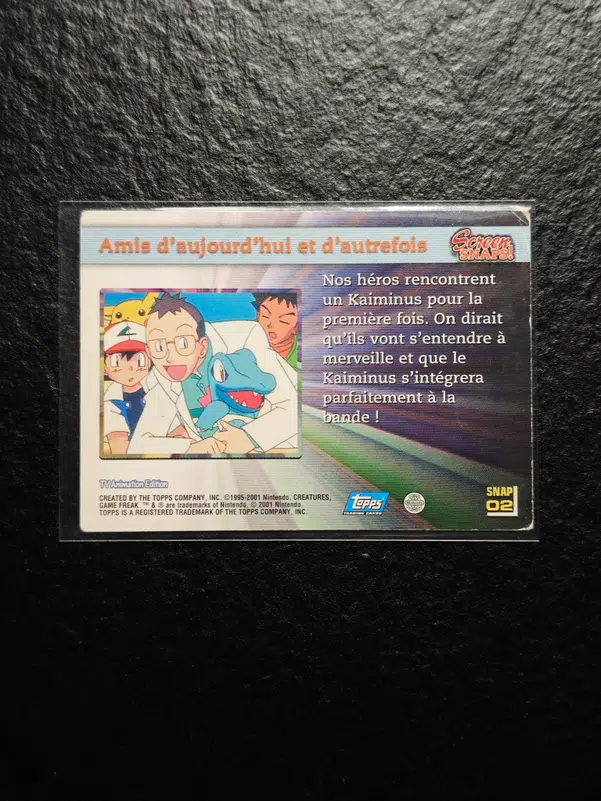 Amis d'aujourd'hui et d'autrefois
Screen
SNAPS!
Nos héros rencontrent
un Kaiminus pour la
première fois. On dirait
qu'ils vont s'entendre à
merveille et que le
Kaiminus s'intégrera
parfaitement à la
bande !
TV Animation Edition
CREATED BY THE TOPPS COMPANY, INC. ©1995-2001 Nintendo, CREATURES,
GAME FREAK. ™ & ® are trademarks of Nintendo. © 2001 Nintendo.
TOPPS IS A REGISTERED TRADEMARK OF THE TOPPS COMPANY, INC.
topps
TRADING CARDS
SNAP
02